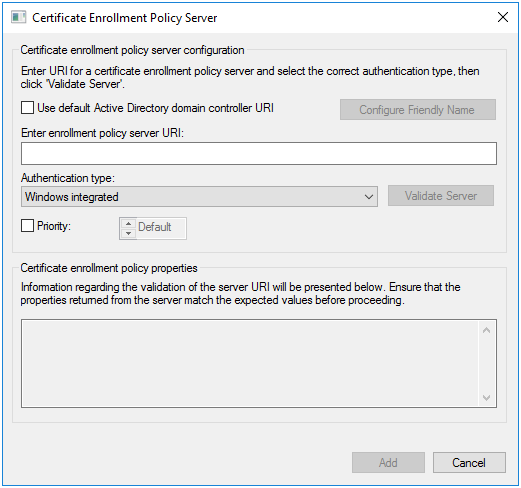 Certificate Enrollment Policy Server
Certificate enrollment policy server configuration
Enter URI for a certificate enrollment policy server and select the correct authentication type, then
click 'Validate Server'.
Use default Active Directory domain controller URI
Configure Friendly Name
Enter enrollment policy server URI:
Authentication type:
Windows integrated
Validate Server
Priority:
Default
Certificate enrollment policy properties
Information regarding the validation of the server URI will be presented below. Ensure that the
properties returned from the server match the expected values before proceeding.
Add
Cancel